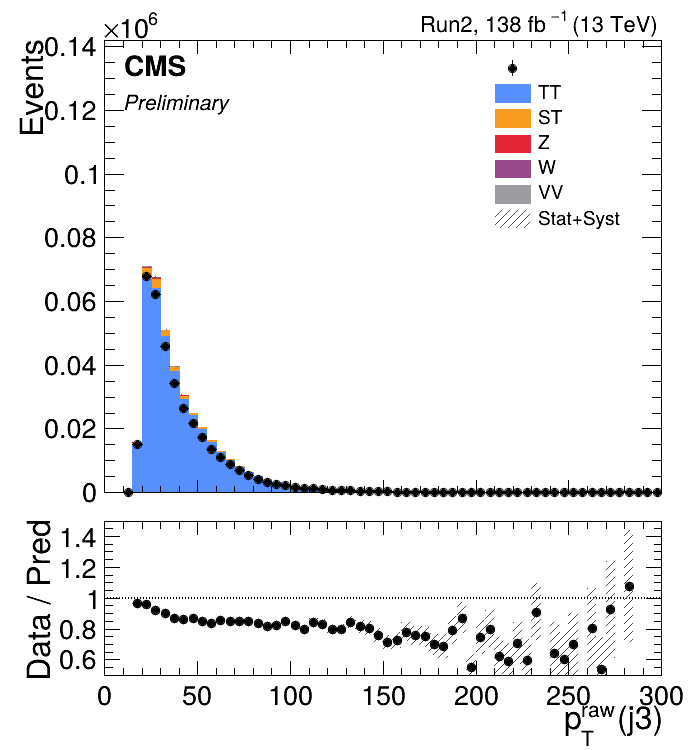 ×10⁶
Run2, 138 fb⁻¹ (13 TeV)
Events
CMS
Preliminary
TT
ST
Z
W
VV
Stat+Syst
0.14
0.12
0.1
0.08
0.06
0.04
0.02
0
Data / Pred
1.4
1.2
1
0.8
0.6
0 50 100 150 200 250 300
p_T^raw (j3)